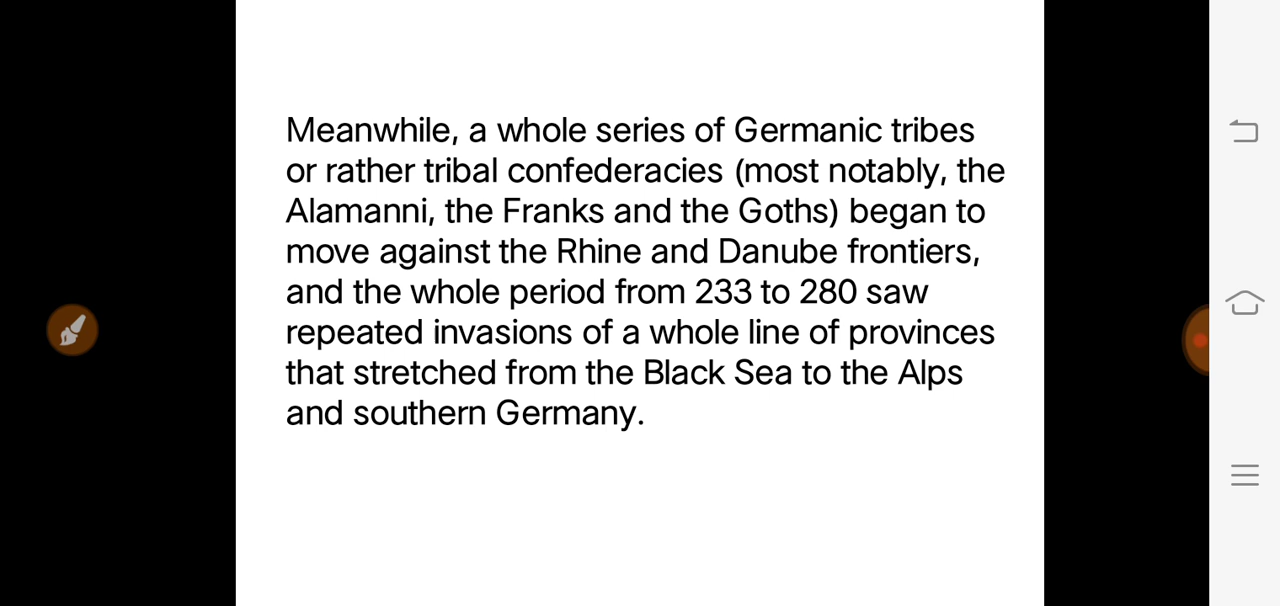 Meanwhile, a whole series of Germanic tribes
or rather tribal confederacies (most notably, the
Alamanni, the Franks and the Goths) began to
move against the Rhine and Danube frontiers,
and the whole period from 233 to 280 saw
repeated invasions of a whole line of provinces
that stretched from the Black Sea to the Alps
and southern Germany.